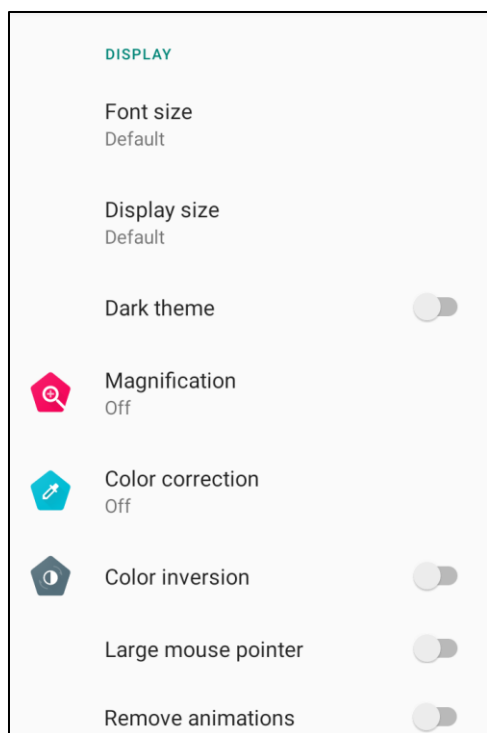 DISPLAY
Font size
Default
Display size
Default
Dark theme
Magnification
Off
Color correction
Off
Color inversion
Large mouse pointer
Remove animations